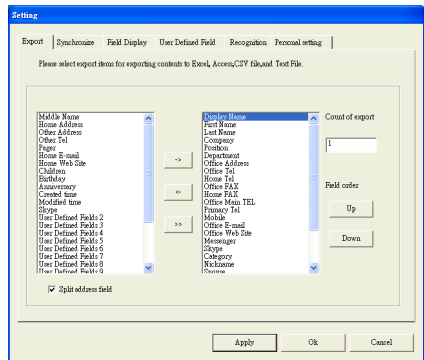 Setting
Export
Synchronize
Field Display
User Defined Field
Recognition
Personal setting
Please select export items for exporting contents to Excel, Access,CSV file,and Text File.
Middle Name
Home Address
Other Address
Other Tel
Pager
Home E-mail
Home Web Site
Children
Birthday
Anniversory
Created time
Modified time
Skype
User Defined Fields 2
User Defined Fields 3
User Defined Fields 4
User Defined Fields 5
User Defined Fields 6
User Defined Fields 7
User Defined Fields 8
User Defined Fields 9
->
<-
>>
Display Name
First Name
Last Name
Company
Position
Department
Office Address
Office Tel
Home Tel
Office FAX
Home FAX
Office Main TEL
Primary Tel
Mobile
Office E-mail
Office Web Site
Messenger
Skype
Category
Nickname
Spouse
Count of export
1
Field order
Up
Down
Split address field
Apply
Ok
Cancel